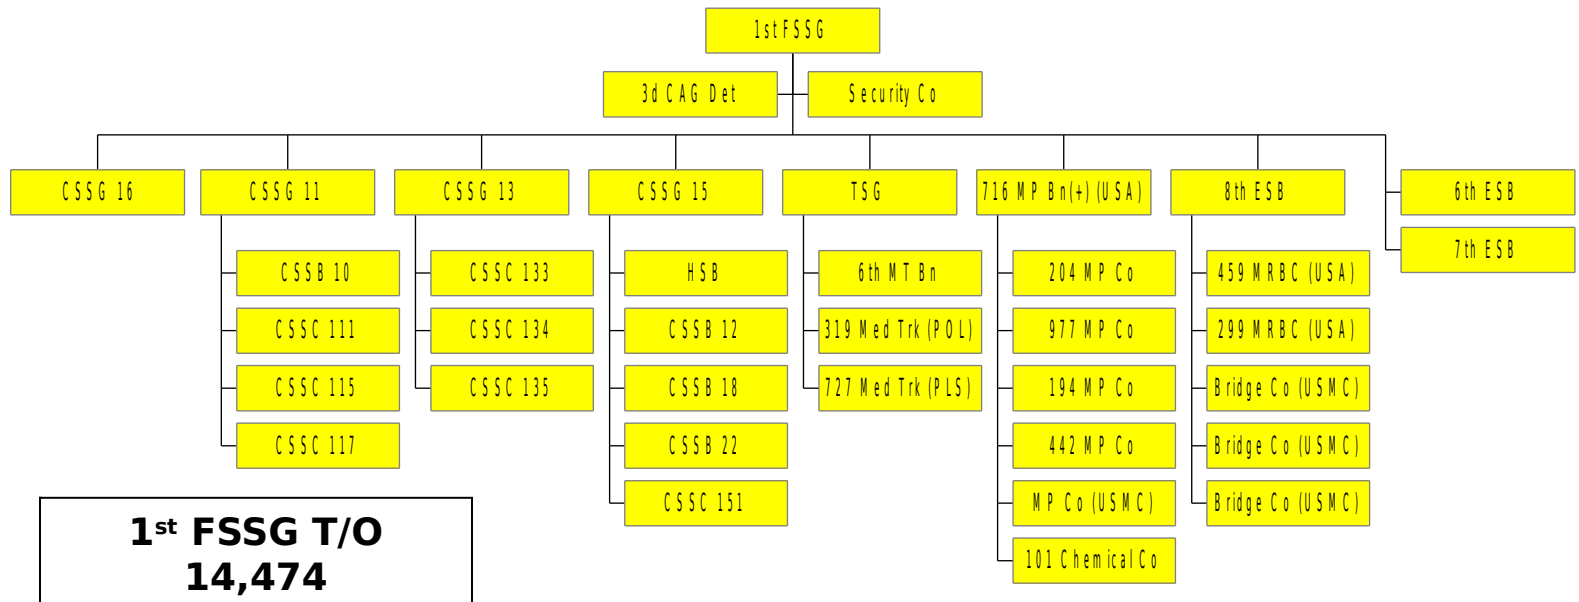 1st FSSG
3d CAG Det
Security Co
CSSG 16
CSSG 11
CSSG 13
CSSG 15
TSG
716 MP Bn(+) (USA)
8th ESB
6th ESB
7th ESB
CSSB 10
CSSC 111
CSSC 115
CSSC 117
CSSC 133
CSSC 134
CSSC 135
HSB
CSSB 12
CSSB 18
CSSB 22
CSSC 151
6th MT Bn
319 Med Trk (POL)
727 Med Trk (PLS)
204 MP Co
977 MP Co
194 MP Co
442 MP Co
MP Co (USMC)
101 Chemical Co
459 MRBC (USA)
299 MRBC (USA)
Bridge Co (USMC)
Bridge Co (USMC)
Bridge Co (USMC)
1st FSSG T/O
14,474